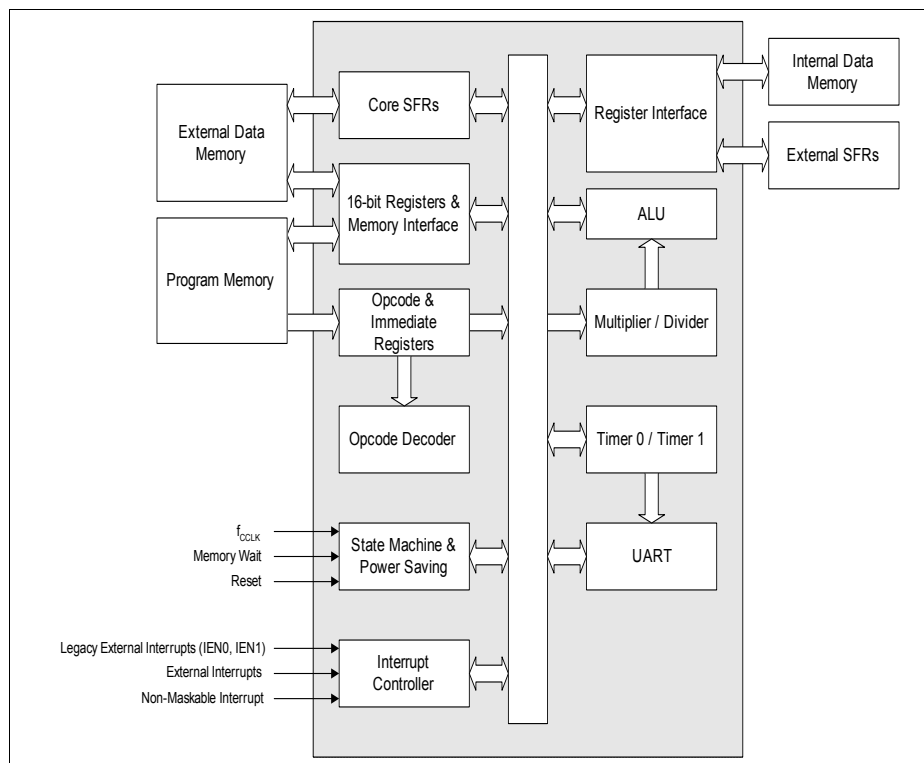 Internal Data
Memory
Core SFRs
Register Interface
External Data
Memory
External SFRs
16-bit Registers &
Memory Interface
ALU
Program Memory
Opcode &
Immediate
Registers
Multiplier / Divider
Opcode Decoder
Timer 0 / Timer 1
fCCLK
Memory Wait
Reset
State Machine &
Power Saving
UART
Legacy External Interrupts (IEN0, IEN1)
External Interrupts
Non-Maskable Interrupt
Interrupt
Controller